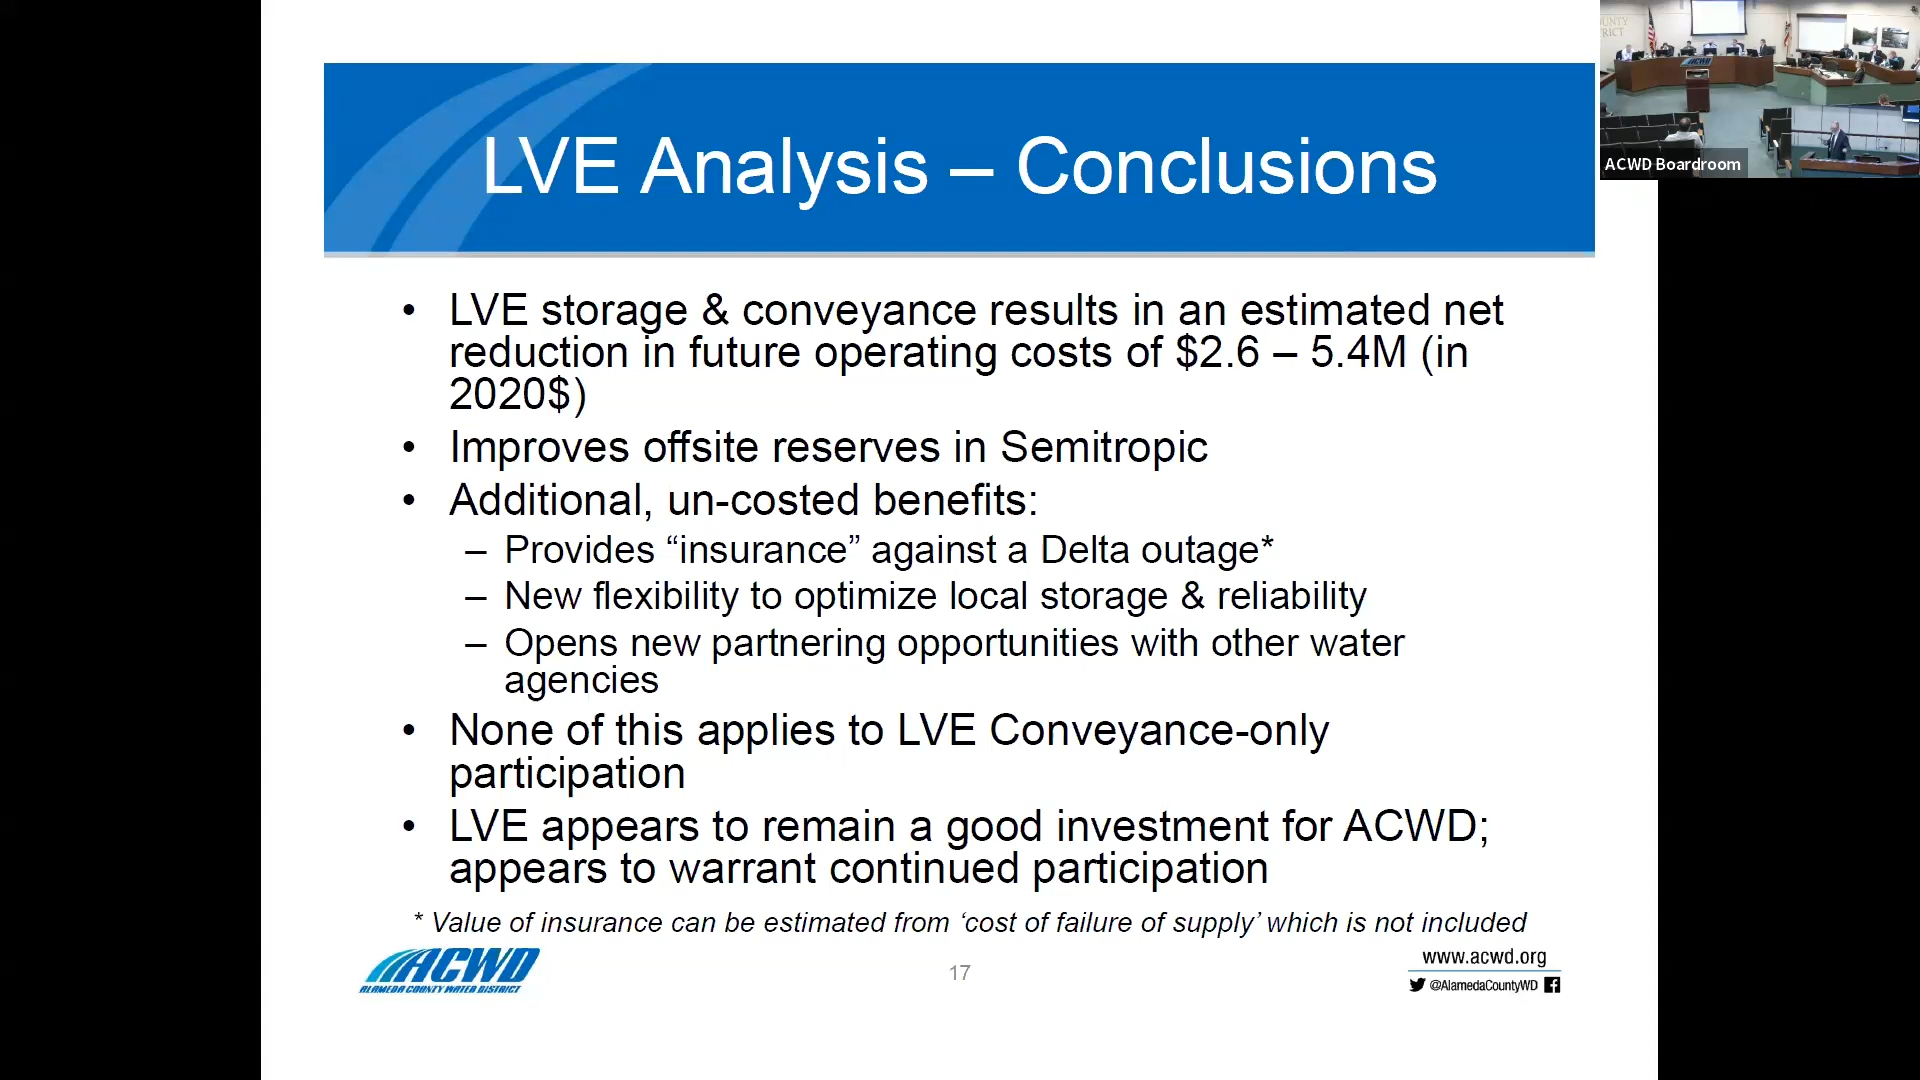 LVE Analysis – Conclusions
• LVE storage & conveyance results in an estimated net
reduction in future operating costs of $2.6 – 5.4M (in
2020$)
• Improves offsite reserves in Semitropic
• Additional, un-costed benefits:
– Provides “insurance” against a Delta outage*
– New flexibility to optimize local storage & reliability
– Opens new partnering opportunities with other water
agencies
• None of this applies to LVE Conveyance-only
participation
• LVE appears to remain a good investment for ACWD;
appears to warrant continued participation
* Value of insurance can be estimated from ‘cost of failure of supply’ which is not included
ACWD
ALAMEDA COUNTY WATER DISTRICT
17
www.acwd.org
@AlamedaCountyWD
ACWD
ACWD Boardroom